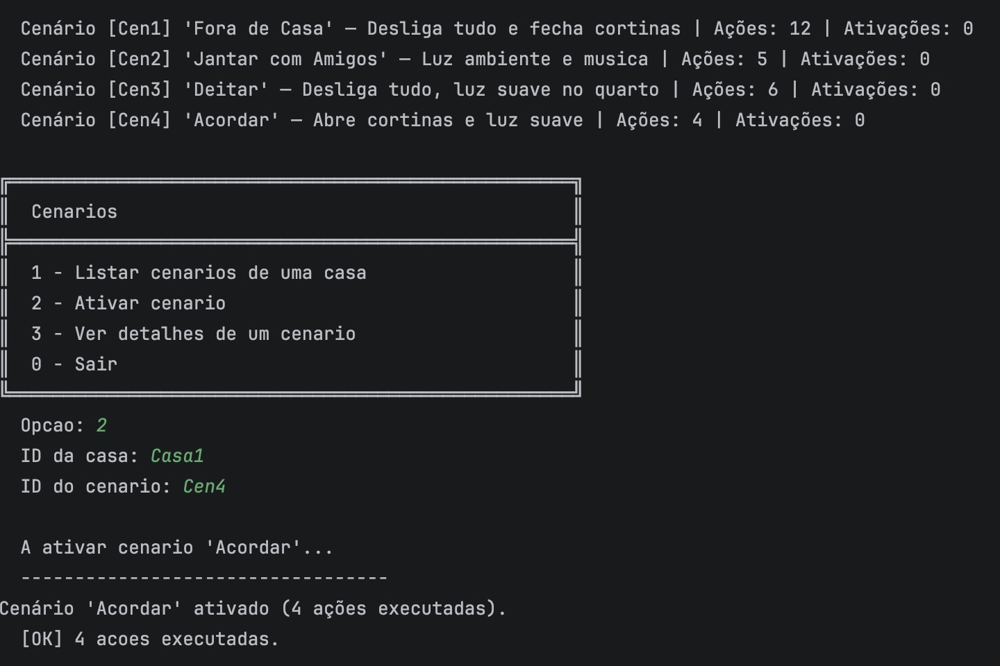 Cenário [Cen1] 'Fora de Casa' — Desliga tudo e fecha cortinas | Ações: 12 | Ativações: 0
Cenário [Cen2] 'Jantar com Amigos' — Luz ambiente e musica | Ações: 5 | Ativações: 0
Cenário [Cen3] 'Deitar' — Desliga tudo, luz suave no quarto | Ações: 6 | Ativações: 0
Cenário [Cen4] 'Acordar' — Abre cortinas e luz suave | Ações: 4 | Ativações: 0
Cenarios
1 - Listar cenarios de uma casa
2 - Ativar cenario
3 - Ver detalhes de um cenario
0 - Sair
Opcao: 2
ID da casa: Casa1
ID do cenario: Cen4
A ativar cenario 'Acordar'...
----------------------------------
Cenário 'Acordar' ativado (4 ações executadas).
[OK] 4 acoes executadas.